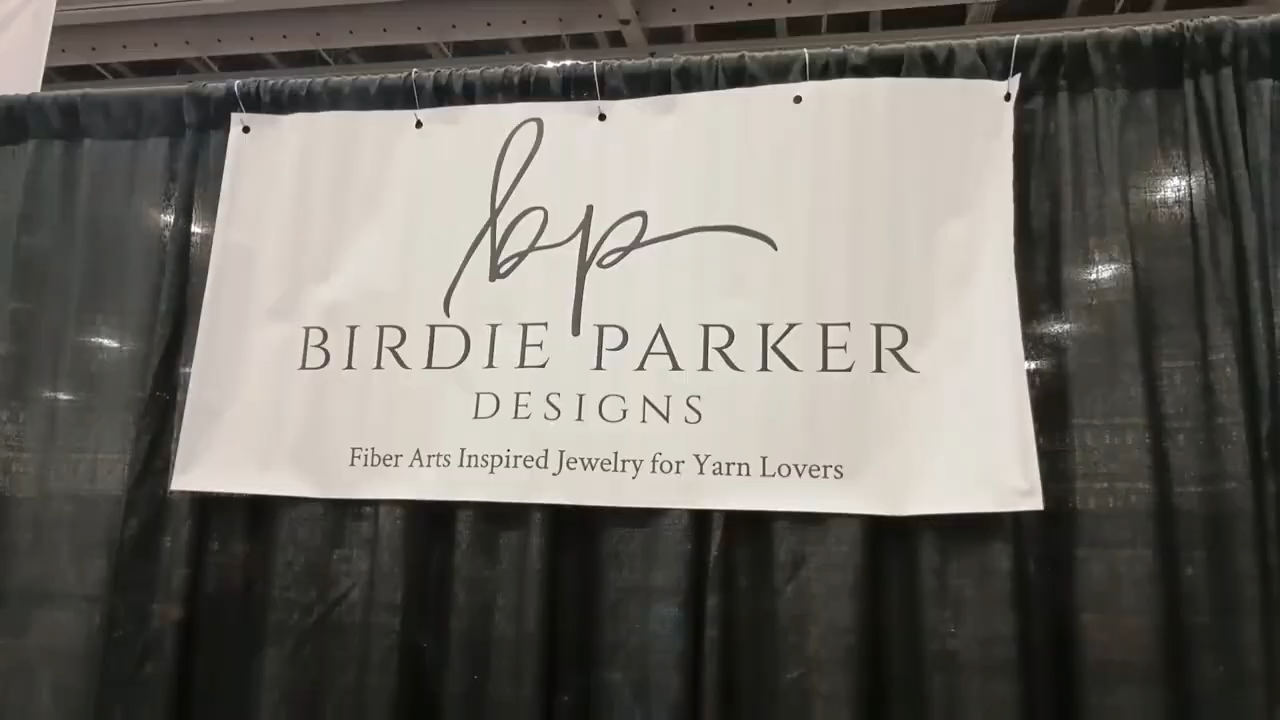 bp
BIRDIE PARKER
DESIGNS
Fiber Arts Inspired Jewelry for Yarn Lovers